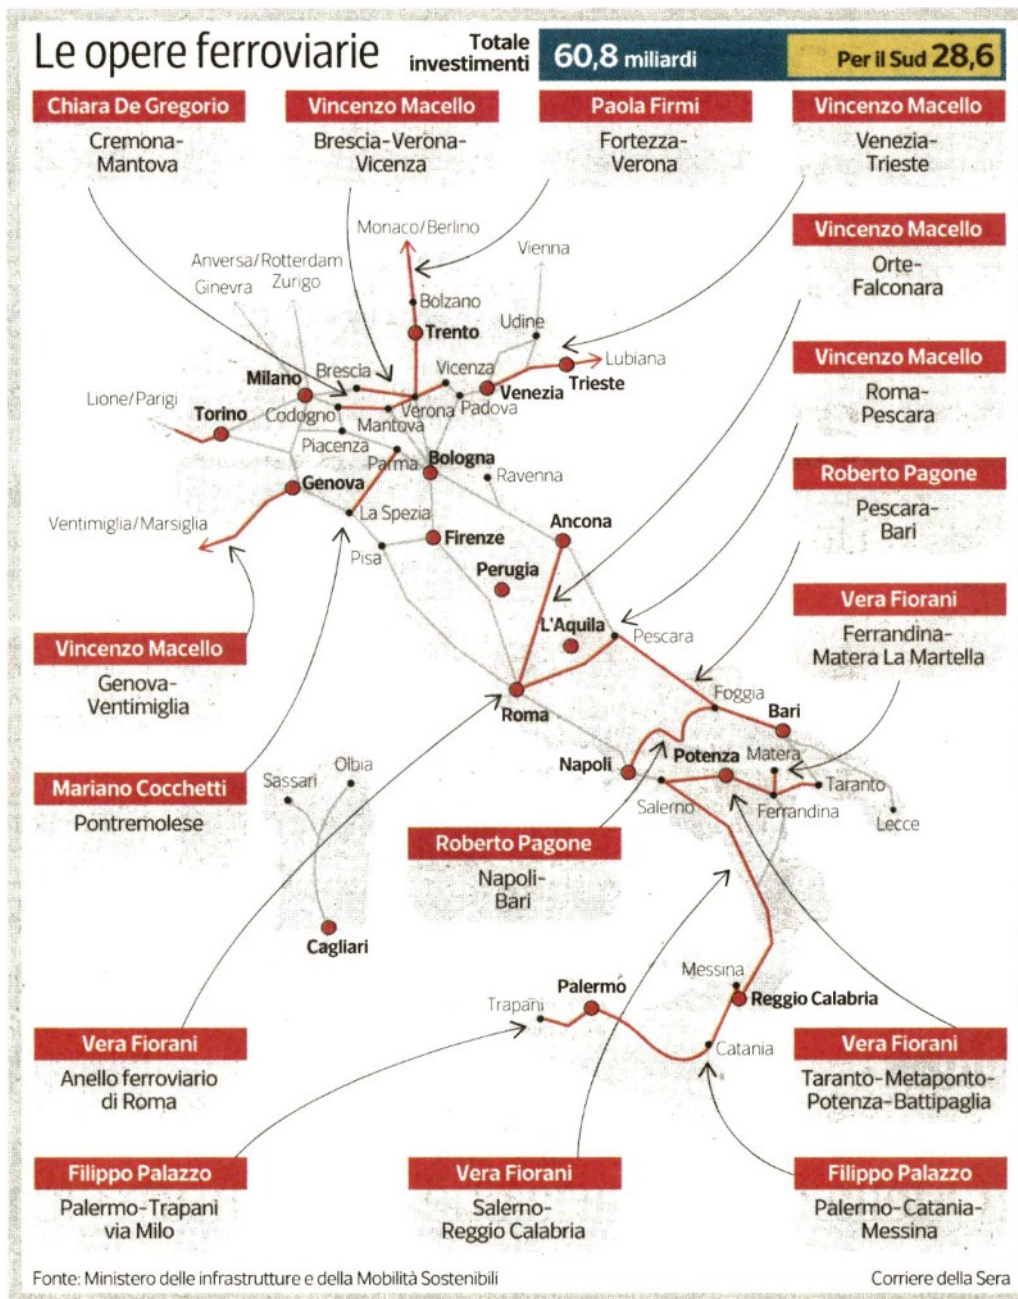 Le opere ferroviarie
Totale
investimenti
60,8 miliardi
Per il Sud 28,6
Chiara De Gregorio
Cremona-
Mantova
Vincenzo Macello
Brescia-Verona-
Vicenza
Paola Firmi
Fortezza-
Verona
Vincenzo Macello
Venezia-
Trieste
Vincenzo Macello
Orte-
Falconara
Vincenzo Macello
Roma-
Pescara
Roberto Pagone
Pescara-
Bari
Vera Fiorani
Ferrandina-
Matera La Martella
Monaco/Berlino
Vienna
Anversa/Rotterdam
Ginevra
Zurigo
Bolzano
Trento
Udine
Lubiana
Trieste
Brescia
Vicenza
Milano
Venezia
Lione/Parigi
Torino
Codogno
Verona
Padova
Mantova
Piacenza
Parma
Bologna
Ravenna
Genova
La Spezia
Ventimiglia/Marsiglia
Pisa
Firenze
Ancona
Perugia
L'Aquila
Pescara
Roma
Foggia
Bari
Napoli
Potenza
Matera
Taranto
Salerno
Ferrandina
Lecce
Sassari
Olbia
Cagliari
Messina
Reggio Calabria
Palermo
Trapani
Catania
Vincenzo Macello
Genova-
Ventimiglia
Mariano Cocchetti
Pontremolese
Roberto Pagone
Napoli-
Bari
Vera Fiorani
Anello ferroviario
di Roma
Vera Fiorani
Taranto-Metaponto-
Potenza-Battipaglia
Filippo Palazzo
Palermo-Trapani
via Milo
Vera Fiorani
Salerno-
Reggio Calabria
Filippo Palazzo
Palermo-Catania-
Messina
Fonte: Ministero delle infrastrutture e della Mobilità Sostenibili
Corriere della Sera